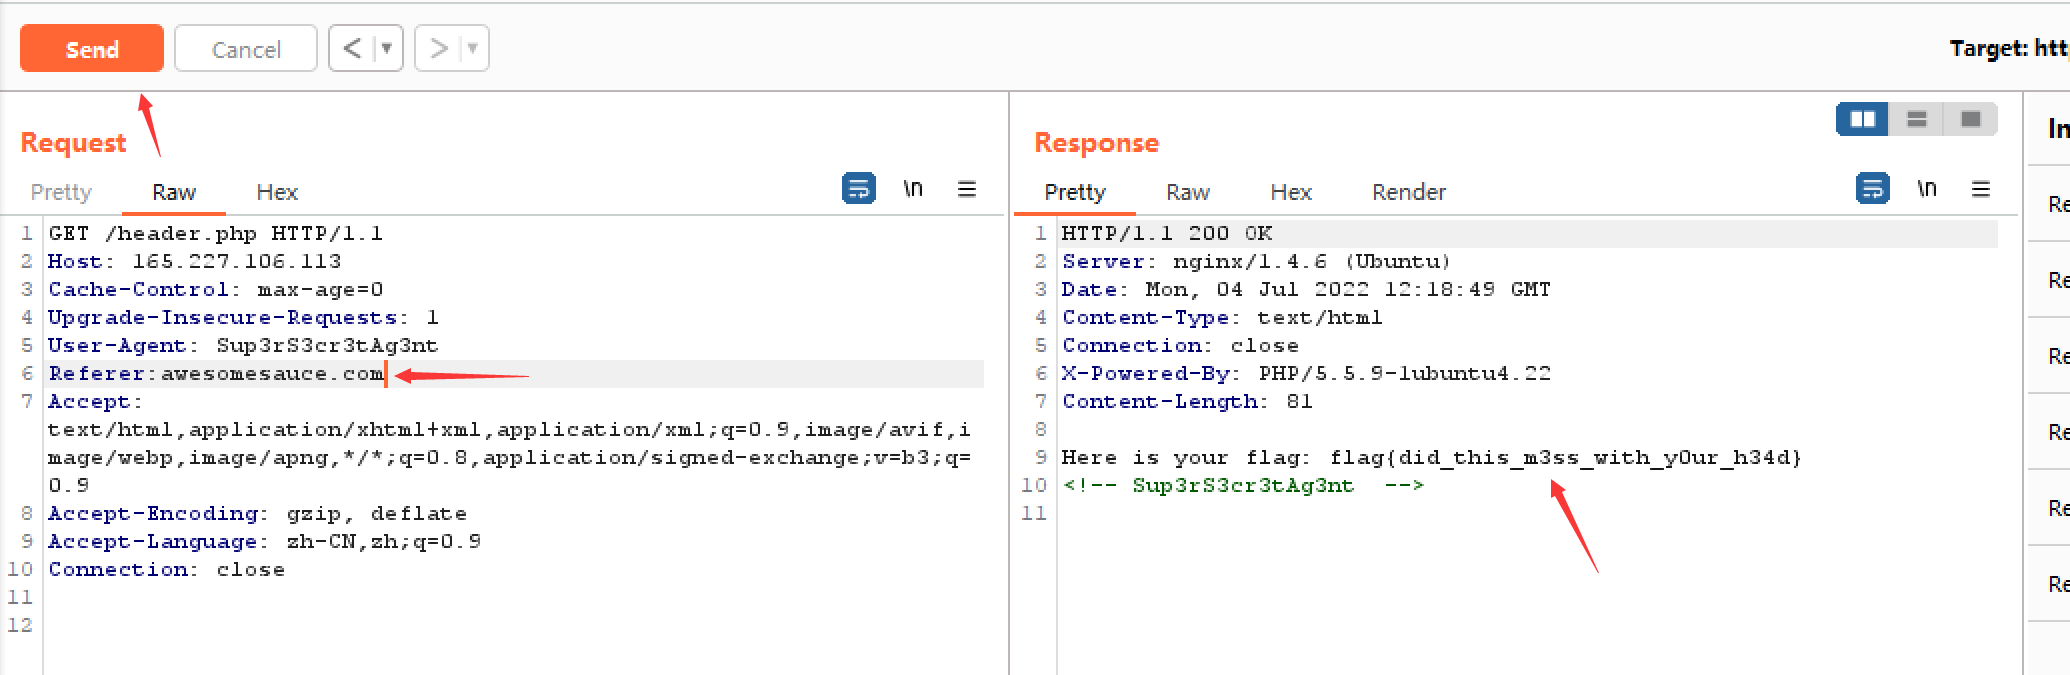 Send
Cancel
<
>
Target: htt
Request
Pretty
Raw
Hex
\n
1 GET /header.php HTTP/1.1
2 Host: 165.227.106.113
3 Cache-Control: max-age=0
4 Upgrade-Insecure-Requests: 1
5 User-Agent: Sup3rS3cr3tAg3nt
6 Referer:awesomesauce.com
7 Accept:
text/html,application/xhtml+xml,application/xml;q=0.9,image/avif,i
mage/webp,image/apng,*/*;q=0.8,application/signed-exchange;v=b3;q=
0.9
8 Accept-Encoding: gzip, deflate
9 Accept-Language: zh-CN,zh;q=0.9
10 Connection: close
11
12
Response
Pretty
Raw
Hex
Render
\n
1 HTTP/1.1 200 OK
2 Server: nginx/1.4.6 (Ubuntu)
3 Date: Mon, 04 Jul 2022 12:18:49 GMT
4 Content-Type: text/html
5 Connection: close
6 X-Powered-By: PHP/5.5.9-1ubuntu4.22
7 Content-Length: 81
8
9 Here is your flag: flag{did_this_m3ss_with_y0ur_h34d}
10 <!-- Sup3rS3cr3tAg3nt  -->
11
In
Re
Re
Re
Re
Re
Re